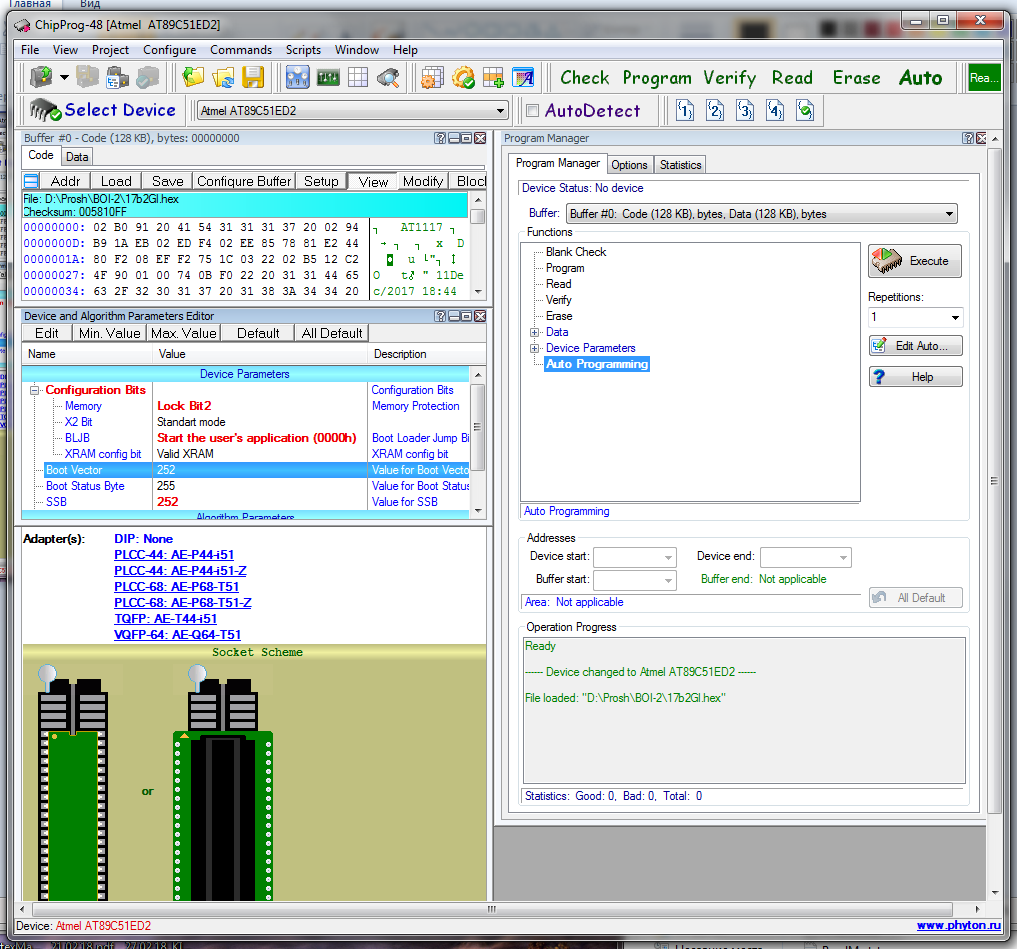 Главная Вид
ChipProg-48 [Atmel AT89C51ED2]
File View Project Configure Commands Scripts Window Help
Check Program Verify Read Erase Auto Rea...
Select Device Atmel AT89C51ED2 AutoDetect 1 2 3 4
Buffer #0 - Code (128 KB), bytes: 00000000
Code Data
Addr Load Save Configure Buffer Setup View Modify Blocl
File: D:\Prosh\BOI-2\17b2Gl.hex
Checksum: 005810FF
00000000: 02 B0 91 20 41 54 31 31 31 37 20 02 94 ┐ AT1117 ┐
0000000D: B9 1A EB 02 ED F4 02 EE 85 78 81 E2 44 → ┐ ┐ x D
0000001A: 80 F2 08 EF F2 75 1C 03 22 02 B5 12 C2
00000027: 4F 90 01 00 74 0B F0 22 20 31 31 44 65
00000034: 63 2F 32 30 31 37 20 31 38 3A 34 34 20 c/2017 18:44
Device and Algorithm Parameters Editor
Edit Min. Value Max. Value Default All Default
Name Value Description
Device Parameters
Configuration Bits Configuration Bits
Memory Lock Bit2 Memory Protection
X2 Bit Standart mode
BLJB Start the user's application (0000h) Boot Loader Jump Bi
XRAM config bit Valid XRAM XRAM config bit
Boot Vector 252 Value for Boot Vecto
Boot Status Byte 255 Value for Boot Status
SSB 252 Value for SSB
Algorithm Parameters
Adapter(s): DIP: None
PLCC-44: AE-P44-i51
PLCC-44: AE-P44-i51-Z
PLCC-68: AE-P68-T51
PLCC-68: AE-P68-T51-Z
TQFP: AE-T44-i51
VQFP-64: AE-Q64-T51
Socket Scheme
or
Program Manager
Program Manager Options Statistics
Device Status: No device
Buffer: Buffer #0: Code (128 KB), bytes, Data (128 KB), bytes
Functions
Blank Check
Program
Read
Verify
Erase
Data
Device Parameters
Auto Programming
Execute
Repetitions:
1
Edit Auto...
Help
Auto Programming
Addresses
Device start: Device end:
Buffer start: Buffer end: Not applicable
Area: Not applicable All Default
Operation Progress
Ready
------ Device changed to Atmel AT89C51ED2 ------
File loaded: "D:\Prosh\BOI-2\17b2Gl.hex"
Statistics: Good: 0, Bad: 0, Total: 0
Device: Atmel AT89C51ED2 www.phyton.ru